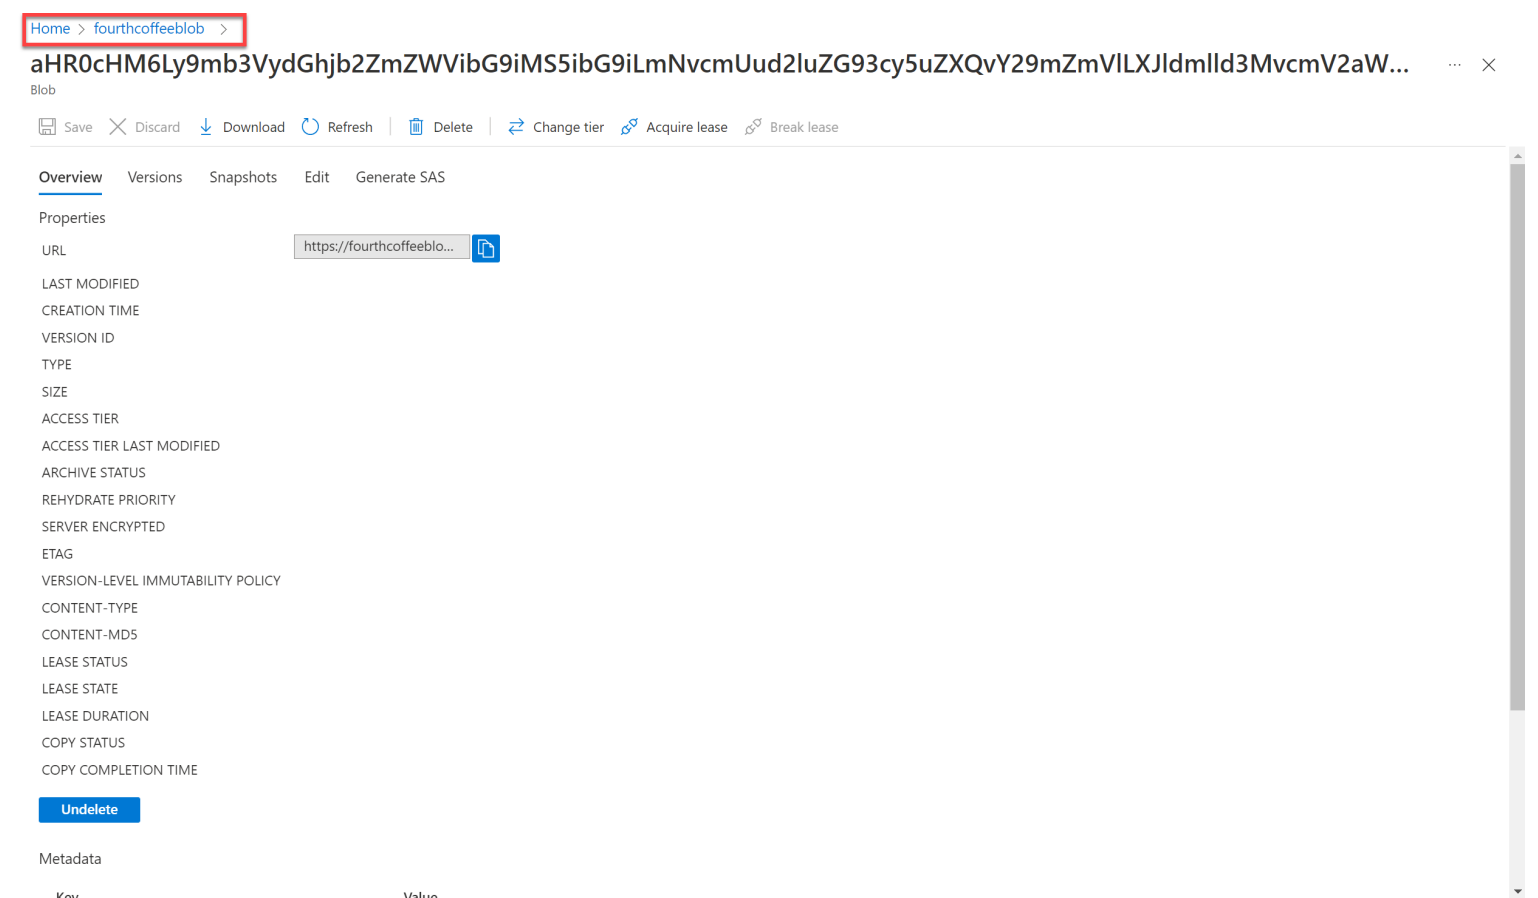 Home > fourthcoffeeblob >
aHR0cHM6Ly9mb3VydGhjb2ZmZWVibG9iMS5ibG9iLmNvcmUud2luZG93cy5uZXQvY29mZmVlLXJldmlld3MvcmV2aW...
Blob
Save Discard Download Refresh Delete Change tier Acquire lease Break lease
Overview Versions Snapshots Edit Generate SAS
Properties
URL https://fourthcoffeeblo...
LAST MODIFIED
CREATION TIME
VERSION ID
TYPE
SIZE
ACCESS TIER
ACCESS TIER LAST MODIFIED
ARCHIVE STATUS
REHYDRATE PRIORITY
SERVER ENCRYPTED
ETAG
VERSION-LEVEL IMMUTABILITY POLICY
CONTENT-TYPE
CONTENT-MD5
LEASE STATUS
LEASE STATE
LEASE DURATION
COPY STATUS
COPY COMPLETION TIME
Undelete
Metadata
Key Value